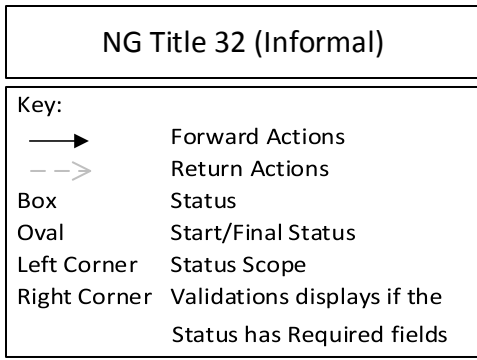 NG Title 32 (Informal)
Key:
Forward Actions
Return Actions
Box Status
Oval Start/Final Status
Left Corner Status Scope
Right Corner Validations displays if the
Status has Required fields